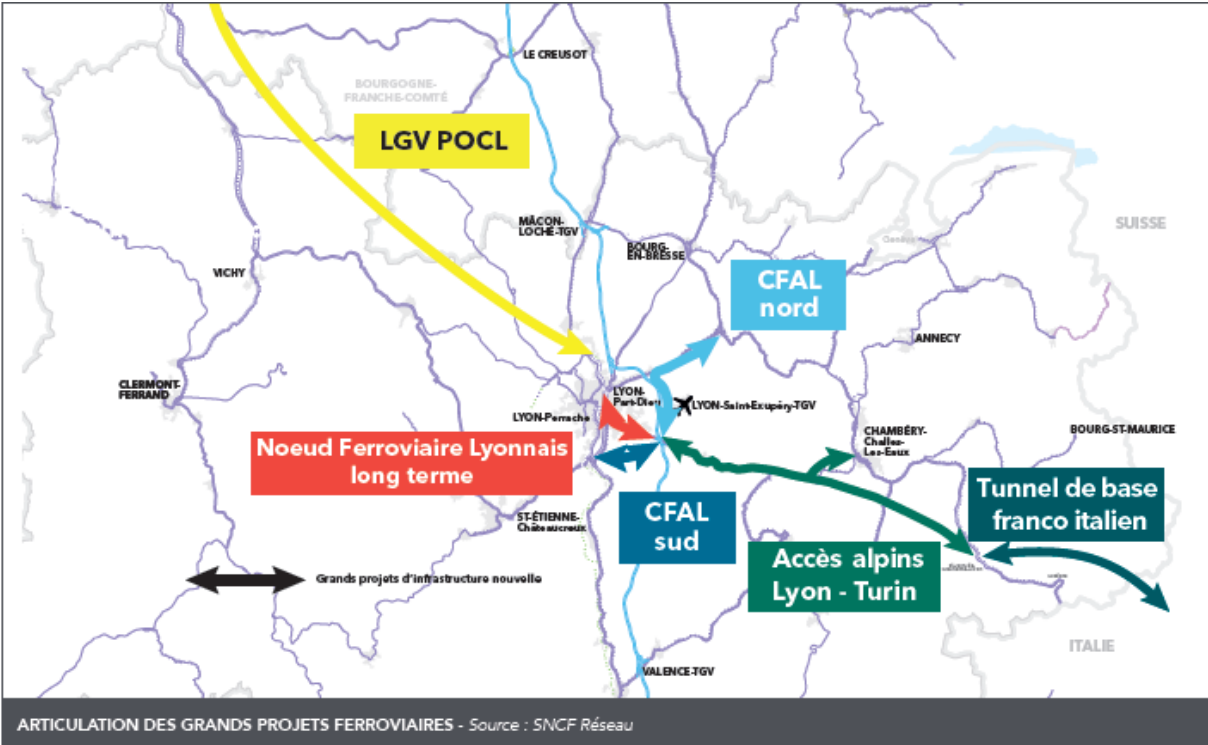 LE CREUSOT
BOURGOGNE-
FRANCHE-COMTÉ
LGV POCL
MÂCON-
LOCHÉ-TGV
SUISSE
BOURG-
EN-BRESSE
Genève
VICHY
CFAL
nord
ANNECY
CLERMONT-
FERRAND
LYON-
Part-Dieu
LYON-Saint-Exupéry-TGV
LYON-Perrache
CHAMBÉRY-
Challes-
Les-Eaux
BOURG-ST-MAURICE
Noeud Ferroviaire Lyonnais
long terme
Tunnel de base
franco italien
ST-ÉTIENNE-
Châteaucreux
CFAL
sud
Accès alpins
Lyon - Turin
Grands projets d'infrastructure nouvelle
ITALIE
VALENCE-TGV
ARTICULATION DES GRANDS PROJETS FERROVIAIRES - Source : SNCF Réseau